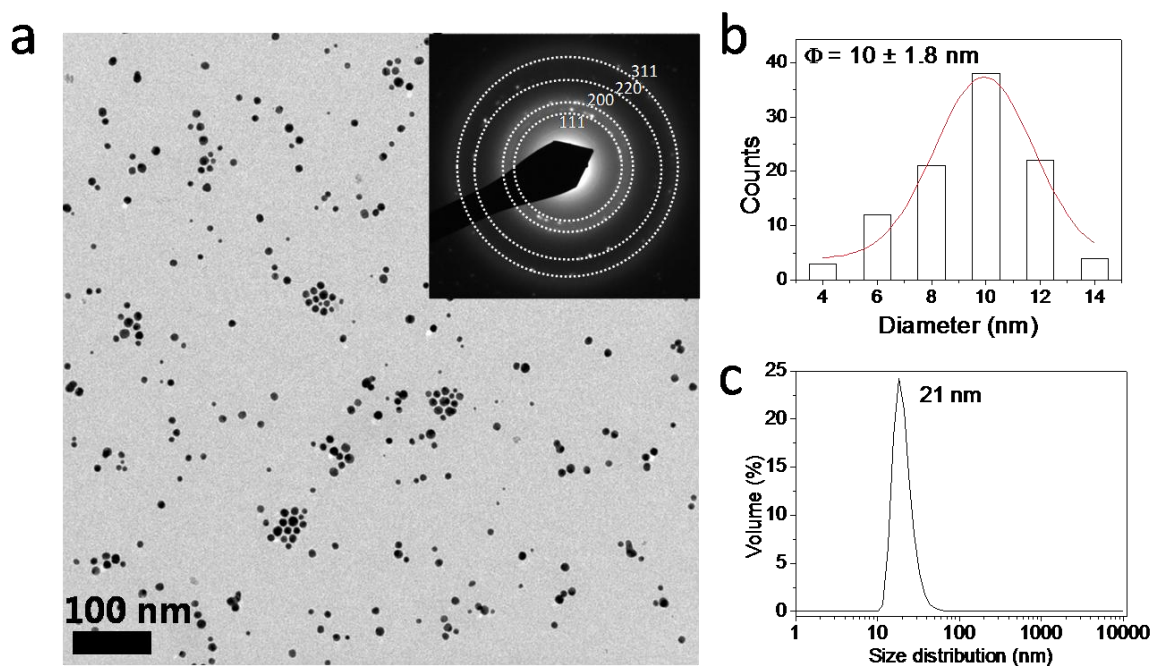 a
311
220
200
111
100 nm
b
Φ = 10 ± 1.8 nm
40
30
20
10
0
Counts
4 6 8 10 12 14
Diameter (nm)
c
21 nm
25
20
15
10
5
0
Volume (%)
1 10 100 1000 10000
Size distribution (nm)